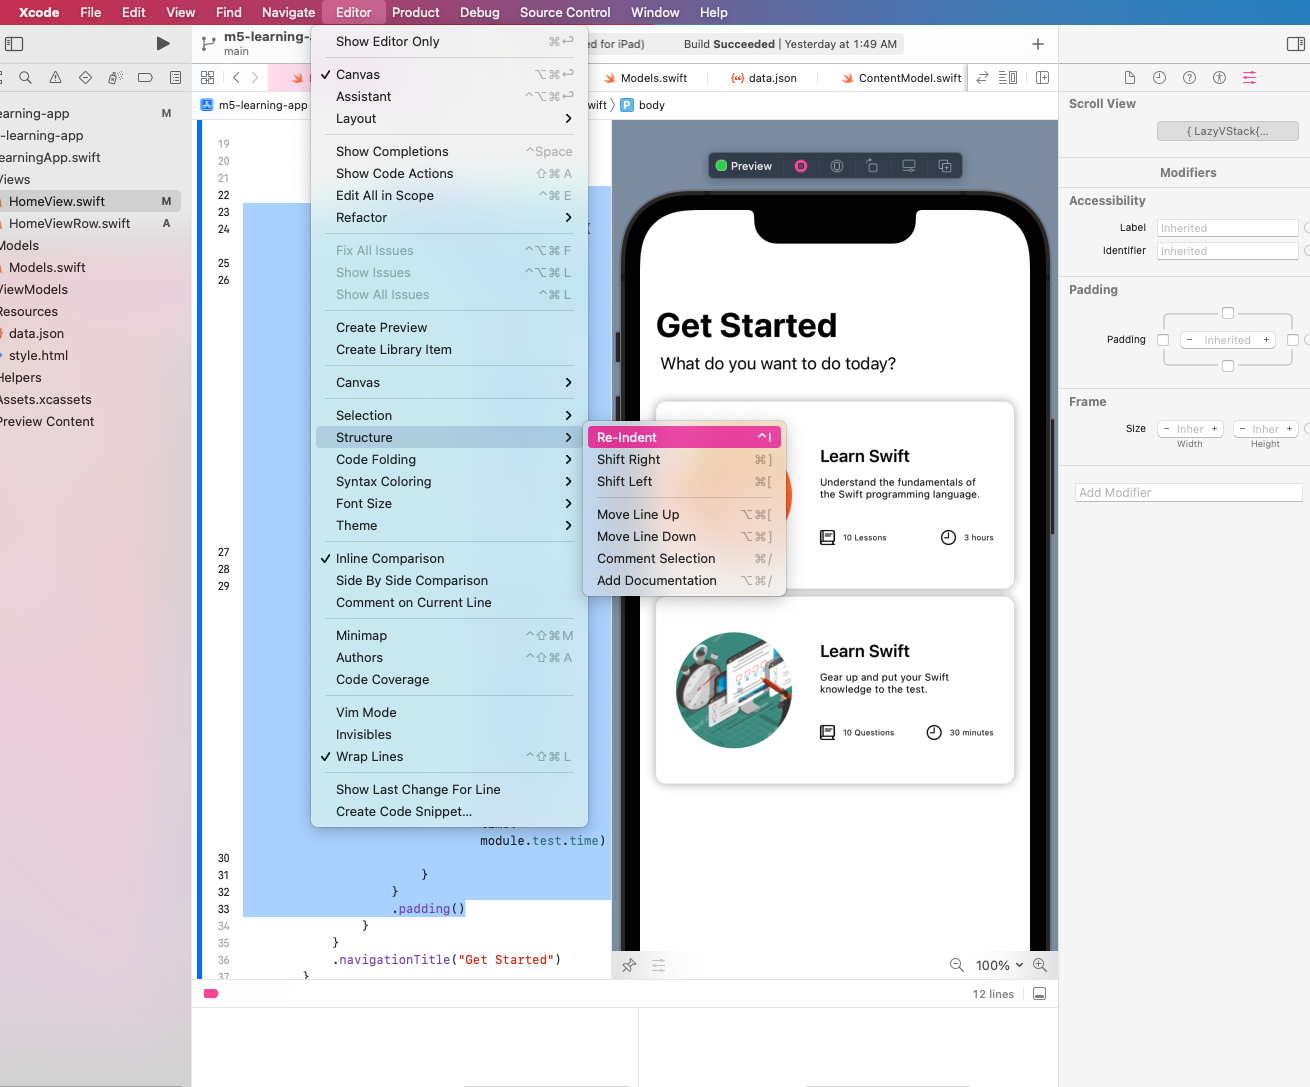 Xcode File Edit View Find Navigate Editor Product Debug Source Control Window Help
m5-learning-
main
ed for iPad)
Build Succeeded | Yesterday at 1:49 AM
Models.swift
data.json
ContentModel.swift
m5-learning-app
wift
body
earning-app M
-learning-app
earningApp.swift
Views
HomeView.swift M
HomeViewRow.swift A
Models
Models.swift
ViewModels
Resources
data.json
style.html
Helpers
Assets.xcassets
Preview Content
Show Editor Only ⌘↩
✓ Canvas ⌥⌘↩
Assistant ^⌥⌘↩
Layout
Show Completions ^Space
Show Code Actions ⇧⌘A
Edit All in Scope ^⌘E
Refactor
Fix All Issues ^⌥⌘F
Show Issues ^⌥⌘L
Show All Issues ^⌘L
Create Preview
Create Library Item
Canvas
Selection
Structure
Code Folding
Syntax Coloring
Font Size
Theme
✓ Inline Comparison
Side By Side Comparison
Comment on Current Line
Minimap ^⇧⌘M
Authors ^⇧⌘A
Code Coverage
Vim Mode
Invisibles
✓ Wrap Lines ^⇧⌘L
Show Last Change For Line
Create Code Snippet...
Re-Indent ^I
Shift Right ⌘]
Shift Left ⌘[
Move Line Up ⌥⌘[
Move Line Down ⌥⌘]
Comment Selection ⌘/
Add Documentation ⌥⌘/
19
20
21
22
23
24 {
25
26
27
28
29
module.test.time)
30
31 }
32 }
33 .padding()
34 }
35 }
36 .navigationTitle("Get Started")
37 }
12 lines
Preview
Get Started
What do you want to do today?
Learn Swift
Understand the fundamentals of
the Swift programming language.
10 Lessons 3 hours
Learn Swift
Gear up and put your Swift
knowledge to the test.
10 Questions 30 minutes
100%
Scroll View
{ LazyVStack{...
Modifiers
Accessibility
Label Inherited
Identifier Inherited
Padding
Padding − Inherited +
Frame
Size − Inher + − Inher +
Width Height
Add Modifier